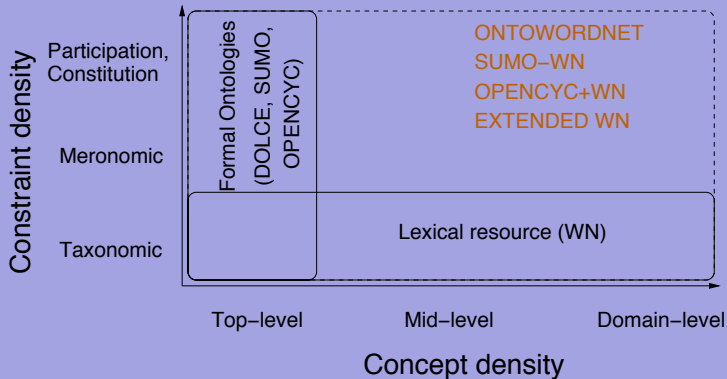 Constraint density
Participation,
Constitution
Meronomic
Taxonomic
Formal Ontologies
(DOLCE, SUMO,
OPENCYC)
ONTOWORDNET
SUMO–WN
OPENCYC+WN
EXTENDED WN
Lexical resource (WN)
Top–level
Mid–level
Domain–level
Concept density